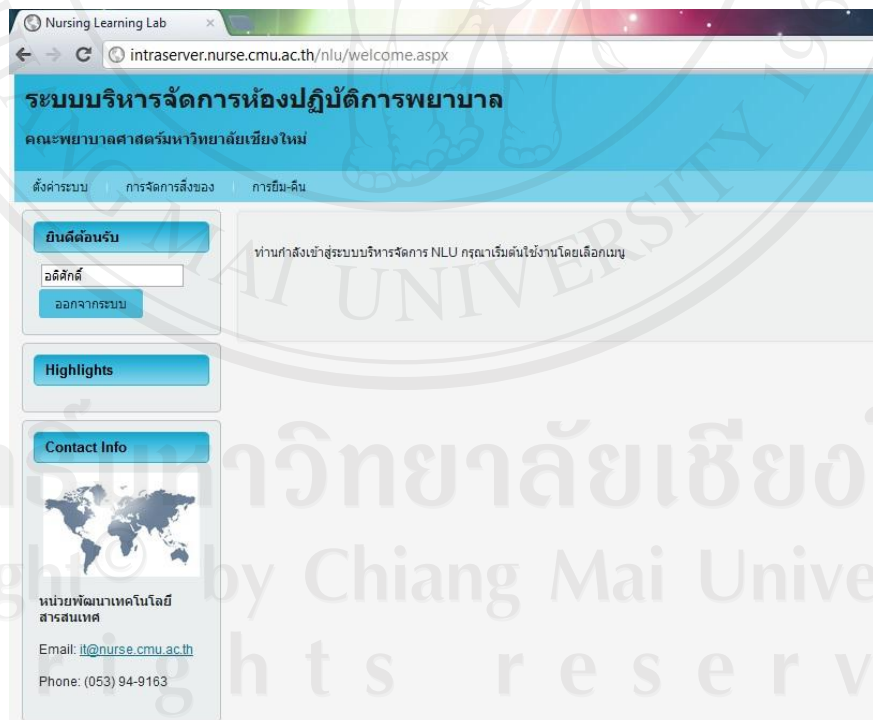 Nursing Learning Lab
intraserver.nurse.cmu.ac.th/nlu/welcome.aspx
ระบบบริหารจัดการห้องปฏิบัติการพยาบาล
คณะพยาบาลศาสตร์มหาวิทยาลัยเชียงใหม่
ตั้งค่าระบบ การจัดการสิ่งของ การยืม-คืน
ยินดีต้อนรับ
อดิศักดิ์
ออกจากระบบ
ท่านกำลังเข้าสู่ระบบบริหารจัดการ NLU กรุณาเริ่มต้นใช้งานโดยเลือกเมนู
Highlights
Contact Info
หน่วยพัฒนาเทคโนโลยี
สารสนเทศ
Email: it@nurse.cmu.ac.th
Phone: (053) 94-9163
MAI UNIVERSITY
by Chiang Mai
rights